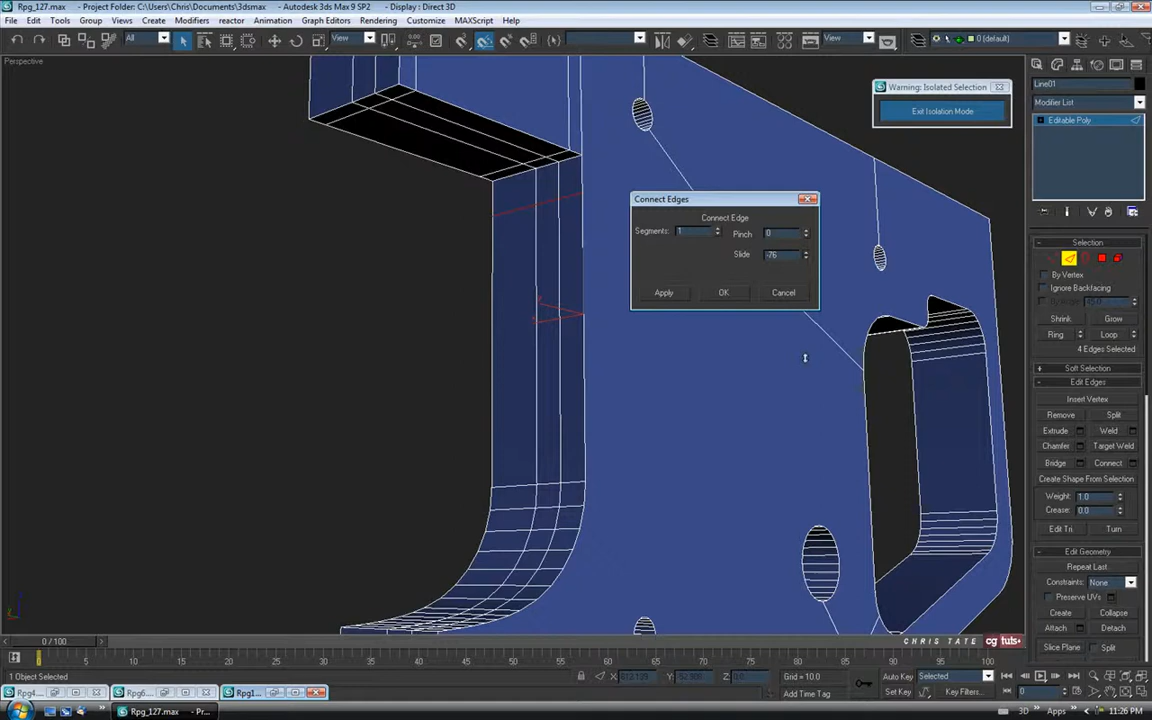 Rpg_127.max - Project Folder: C:\Users\Chris\Documents\3dsmax - Autodesk 3ds Max 9 SP2 - Display : Direct 3D
File Edit Tools Group Views Create Modifiers reactor Animation Graph Editors Rendering Customize MAXScript Help
All View View 0 (default)
Perspective
Warning: Isolated Selection
Exit Isolation Mode
Line01
Modifier List
Editable Poly
Connect Edges
Connect Edge
Segments: 1 Pinch 0
Slide -76
Apply OK Cancel
Selection
By Vertex
Ignore Backfacing
Shrink Grow
Ring Loop
4 Edges Selected
Soft Selection
Edit Edges
Insert Vertex
Remove Split
Extrude Weld
Chamfer Target Weld
Bridge Connect
Create Shape From Selection
Weight: 1.0
Crease: 0.0
Edit Tri Turn
Edit Geometry
Repeat Last
Constraints: None
Preserve UVs
Create Collapse
Attach Detach
Slice Plane Split
CHRIS TATE cg tuts+
0 / 100
0 5 10 15 20 25 30 35 40 45 50 55 60 65 70 75 80 85 90 95 100
1 Object Selected X: Y: Z: Grid = 10.0 Auto Key Selected
Add Time Tag Set Key Key Filters... 0
Rpg4... Rpg6... Rpg1...
Rpg_127.max - Pr... 3D Apps 11:26 PM